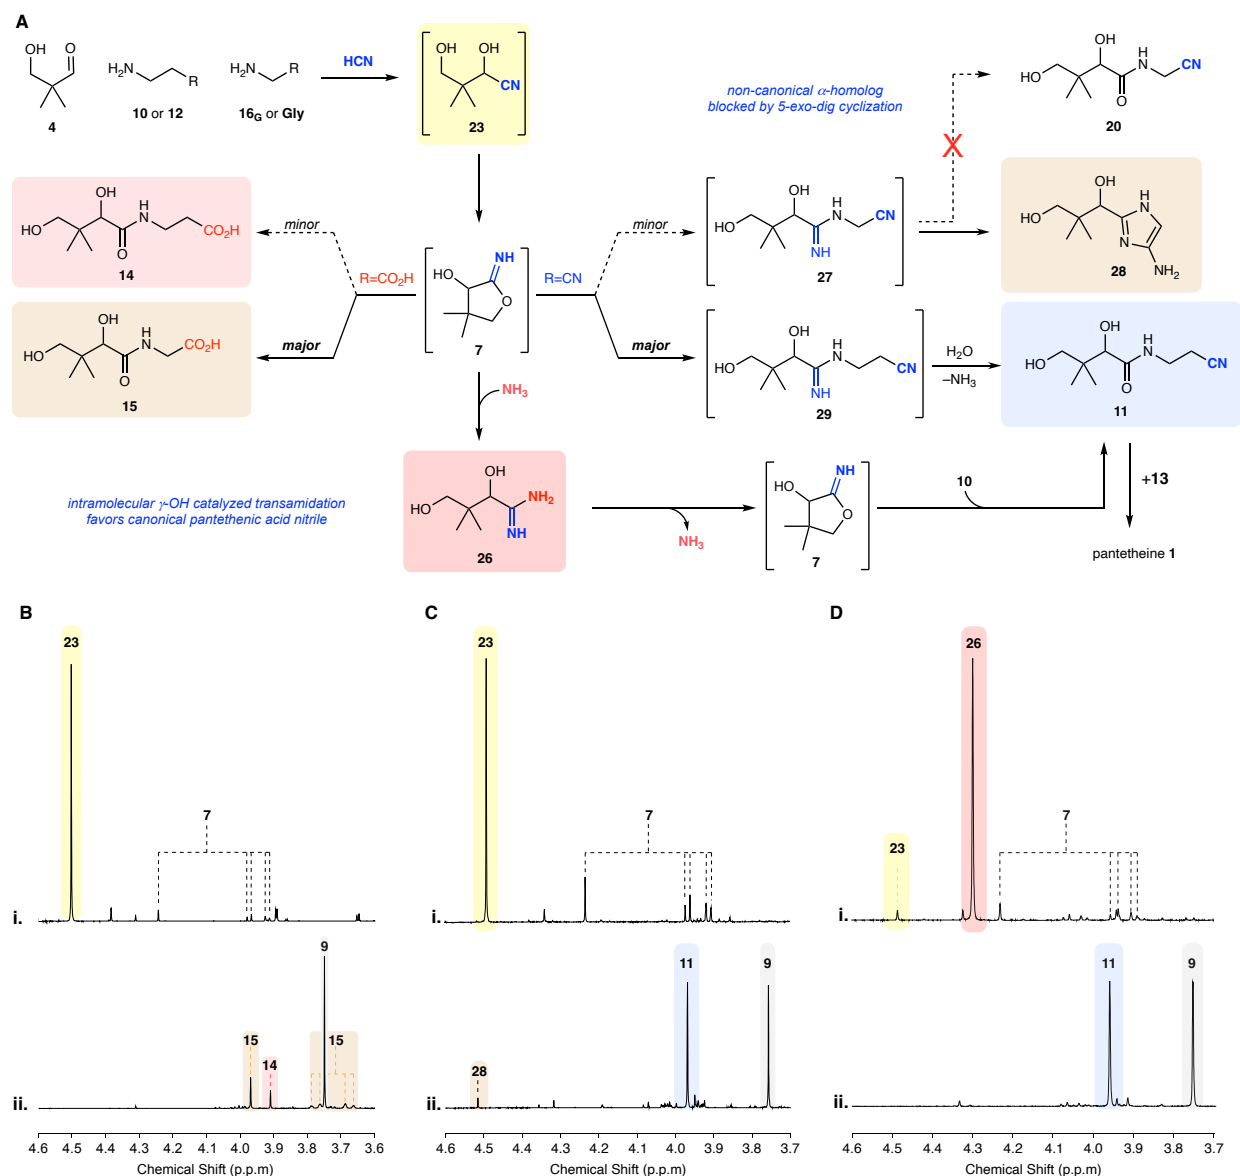 A
OH
O
4
H2N
R
10 or 12
H2N
R
16G or Gly
HCN
OH
OH
CN
23
non-canonical α-homolog
blocked by 5-exo-dig cyclization
X
OH
HO
H
N
O
CN
20
OH
HO
H
N
O
CO2H
14
minor
OH
HO
H
N
O
CO2H
15
major
R=CO2H
NH
HO
O
7
R=CN
minor
OH
HO
H
N
NH
CN
27
OH
HO
H
N
N
NH2
28
major
OH
HO
H
N
NH
CN
29
H2O
–NH3
OH
HO
H
N
O
CN
11
NH3
intramolecular γ-OH catalyzed transamidation
favors canonical pantethenic acid nitrile
OH
HO
NH2
NH
26
NH3
NH
HO
O
7
10
+13
pantetheine 1
B
23
7
i.
9
15
15
14
ii.
4.6 4.5 4.4 4.3 4.2 4.1 4.0 3.9 3.8 3.7 3.6
Chemical Shift (p.p.m)
C
23
7
i.
11
9
28
ii.
4.6 4.5 4.4 4.3 4.2 4.1 4.0 3.9 3.8 3.7
Chemical Shift (p.p.m)
D
26
7
23
i.
11
9
ii.
4.6 4.5 4.4 4.3 4.2 4.1 4.0 3.9 3.8 3.7
Chemical Shift (p.p.m)